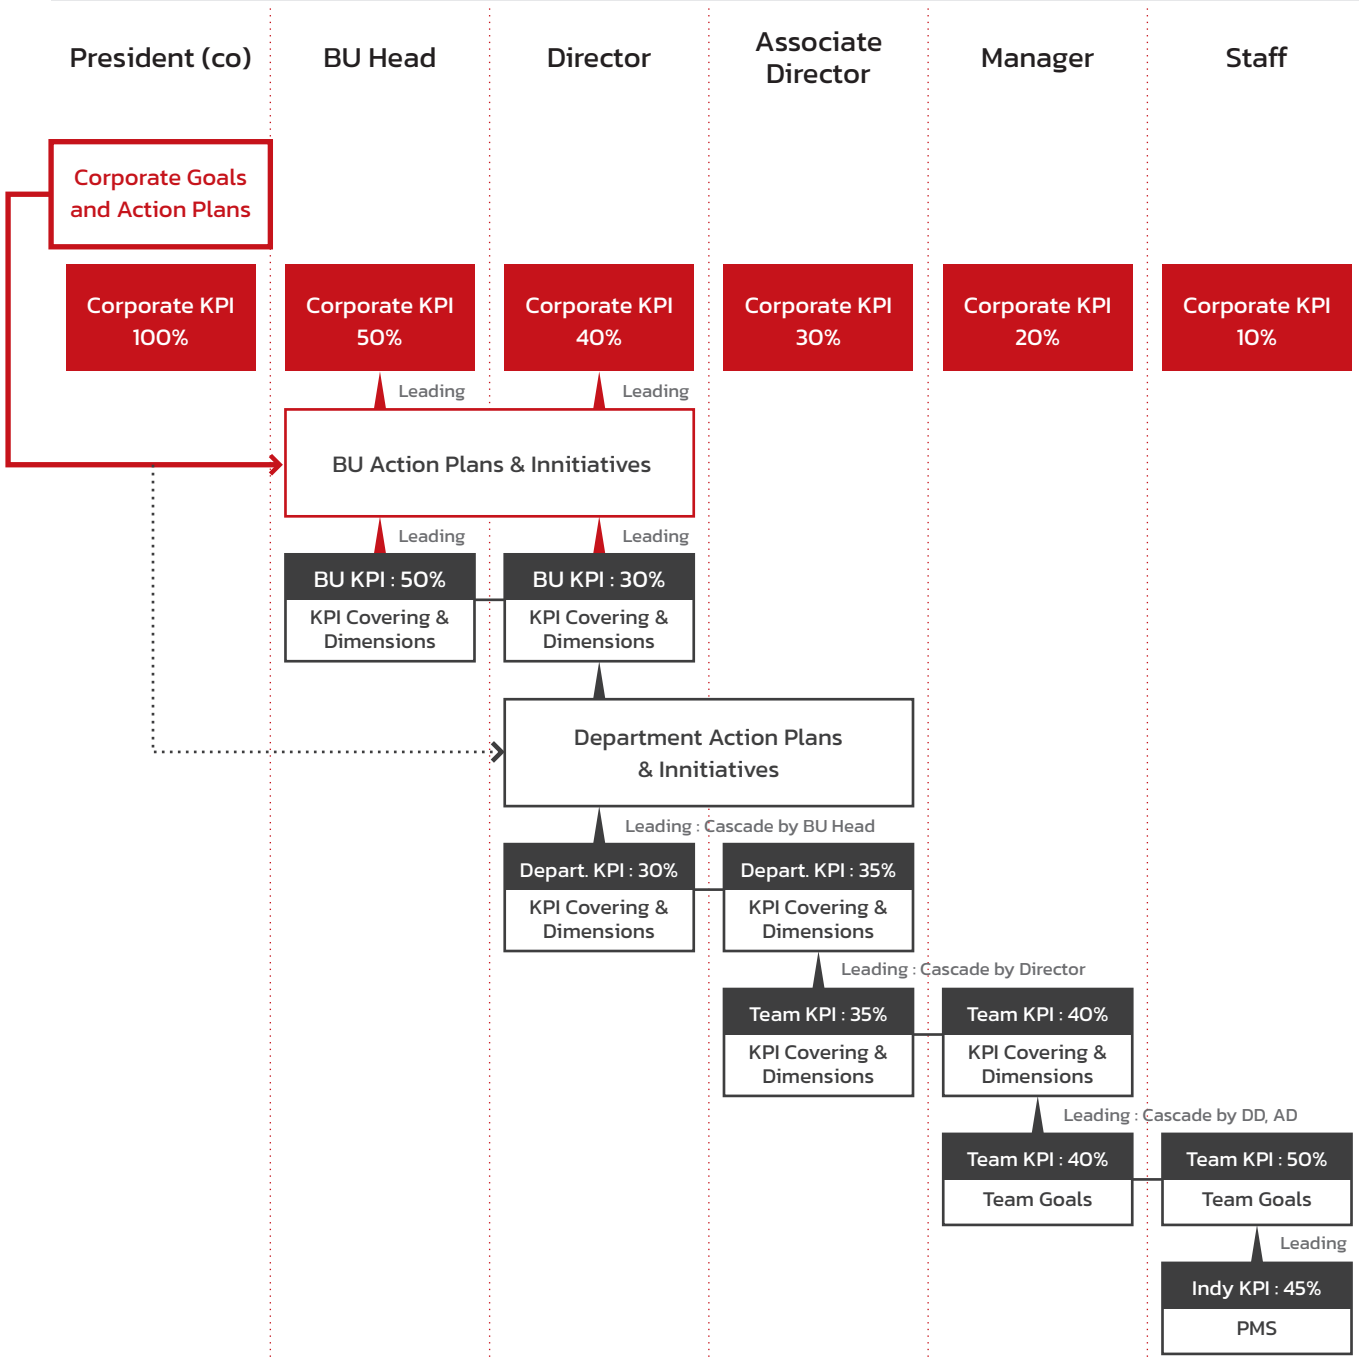 President (co)
BU Head
Director
Associate
Director
Manager
Staff
Corporate Goals
and Action Plans
Corporate KPI
100%
Corporate KPI
50%
Corporate KPI
40%
Corporate KPI
30%
Corporate KPI
20%
Corporate KPI
10%
Leading
Leading
BU Action Plans & Innitiatives
Leading
Leading
BU KPI : 50%
KPI Covering &
Dimensions
BU KPI : 30%
KPI Covering &
Dimensions
Department Action Plans
& Innitiatives
Leading : Cascade by BU Head
Depart. KPI : 30%
KPI Covering &
Dimensions
Depart. KPI : 35%
KPI Covering &
Dimensions
Leading : Cascade by Director
Team KPI : 35%
KPI Covering &
Dimensions
Team KPI : 40%
KPI Covering &
Dimensions
Leading : Cascade by DD, AD
Team KPI : 40%
Team Goals
Team KPI : 50%
Team Goals
Leading
Indy KPI : 45%
PMS